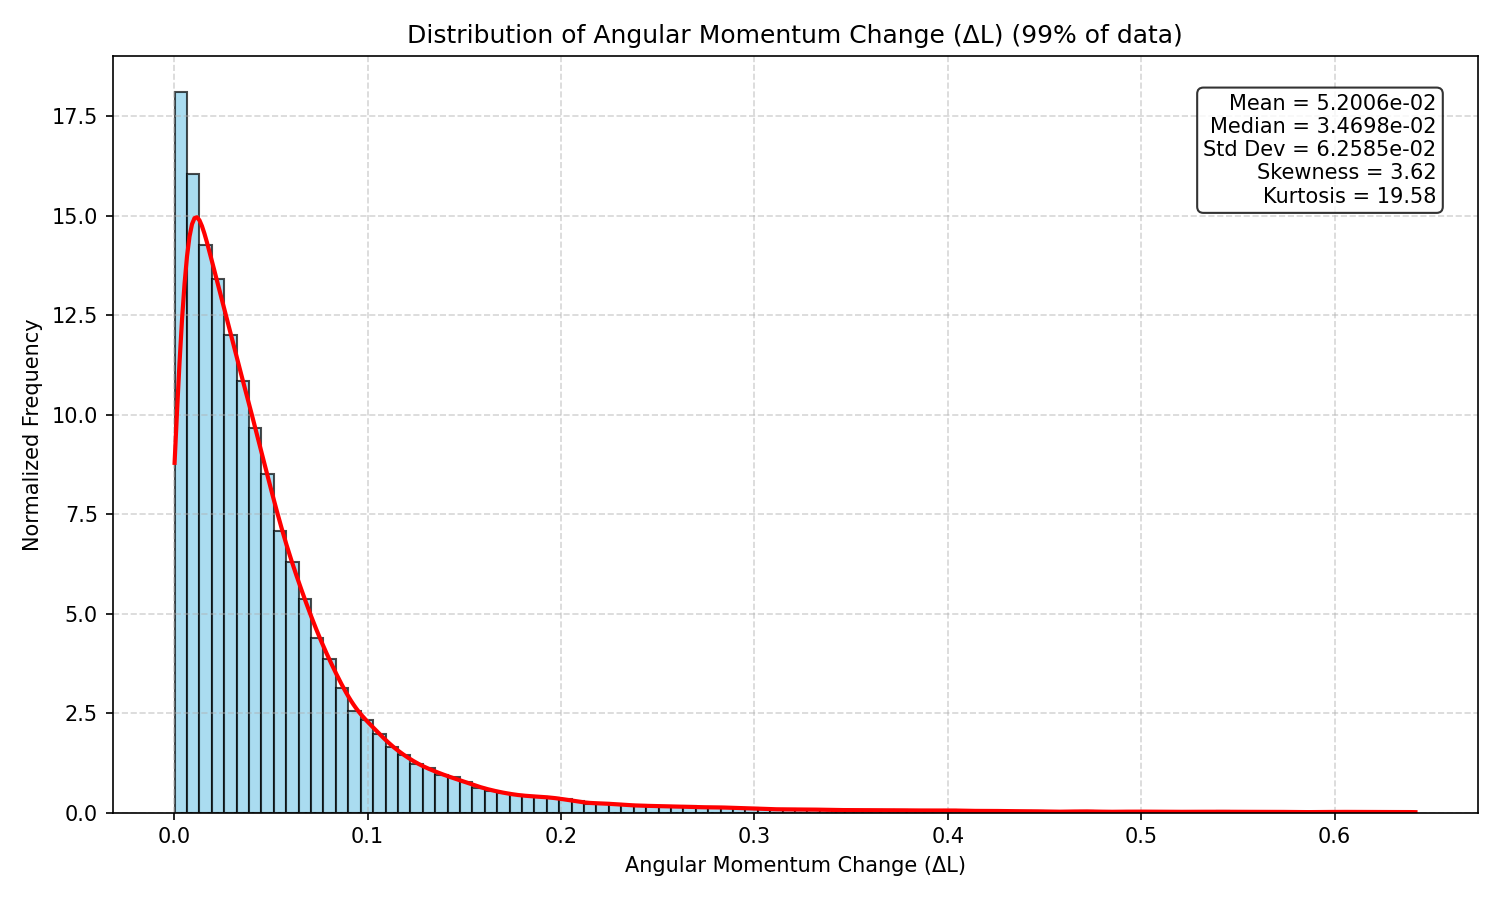 Distribution of Angular Momentum Change (ΔL) (99% of data)
Mean = 5.2006e-02
Median = 3.4698e-02
Std Dev = 6.2585e-02
Skewness = 3.62
Kurtosis = 19.58
Normalized Frequency
17.5
15.0
12.5
10.0
7.5
5.0
2.5
0.0
0.0 0.1 0.2 0.3 0.4 0.5 0.6
Angular Momentum Change (ΔL)